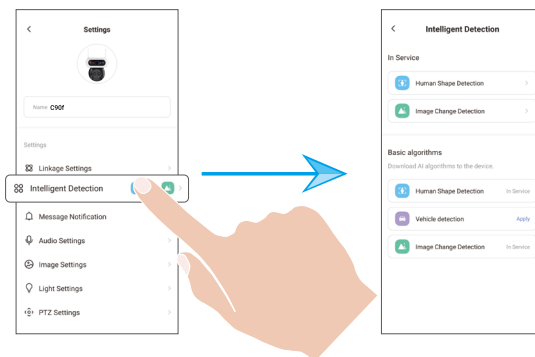 Settings
Name C90f
Settings
Linkage Settings
Intelligent Detection
Message Notification
Audio Settings
Image Settings
Light Settings
PTZ Settings
Intelligent Detection
In Service
Human Shape Detection
Image Change Detection
Basic algorithms
Download AI algorithms to the device.
Human Shape Detection In Service
Vehicle detection Apply
Image Change Detection In Service